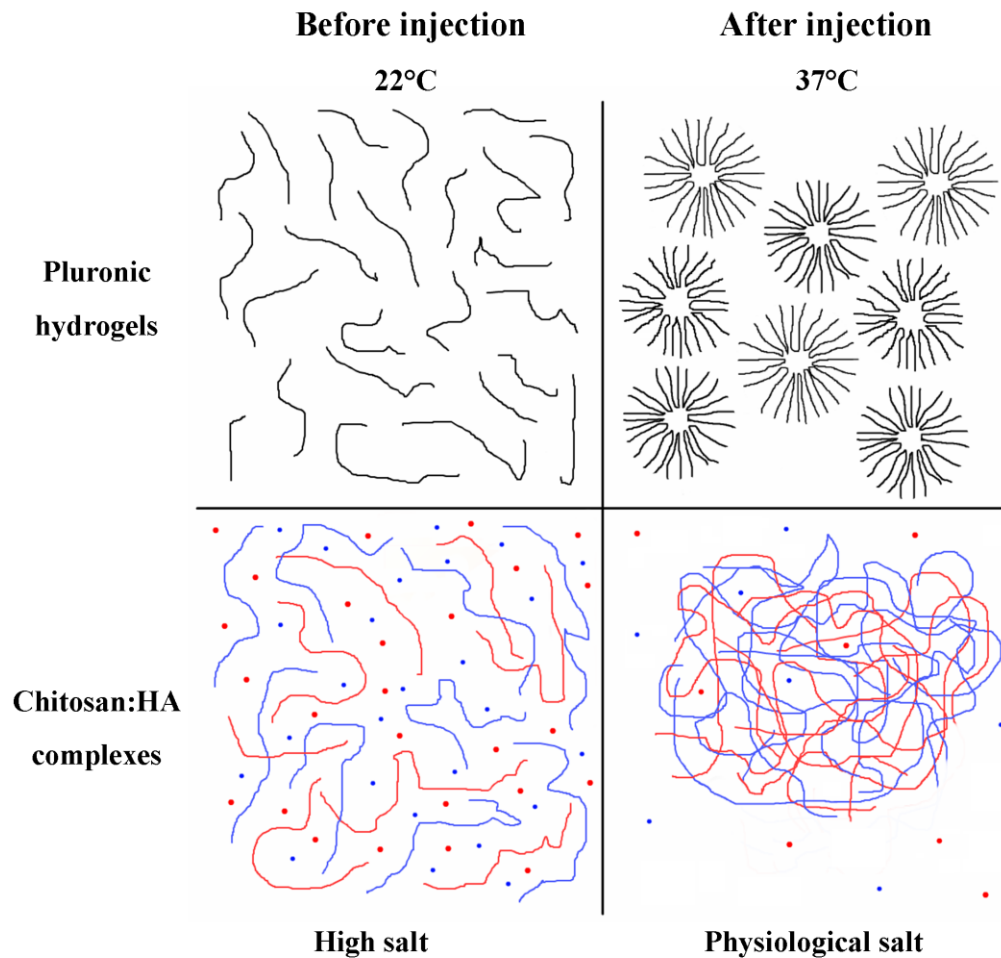 Before injection
After injection
22°C
37°C
Pluronic
hydrogels
Chitosan:HA
complexes
High salt
Physiological salt